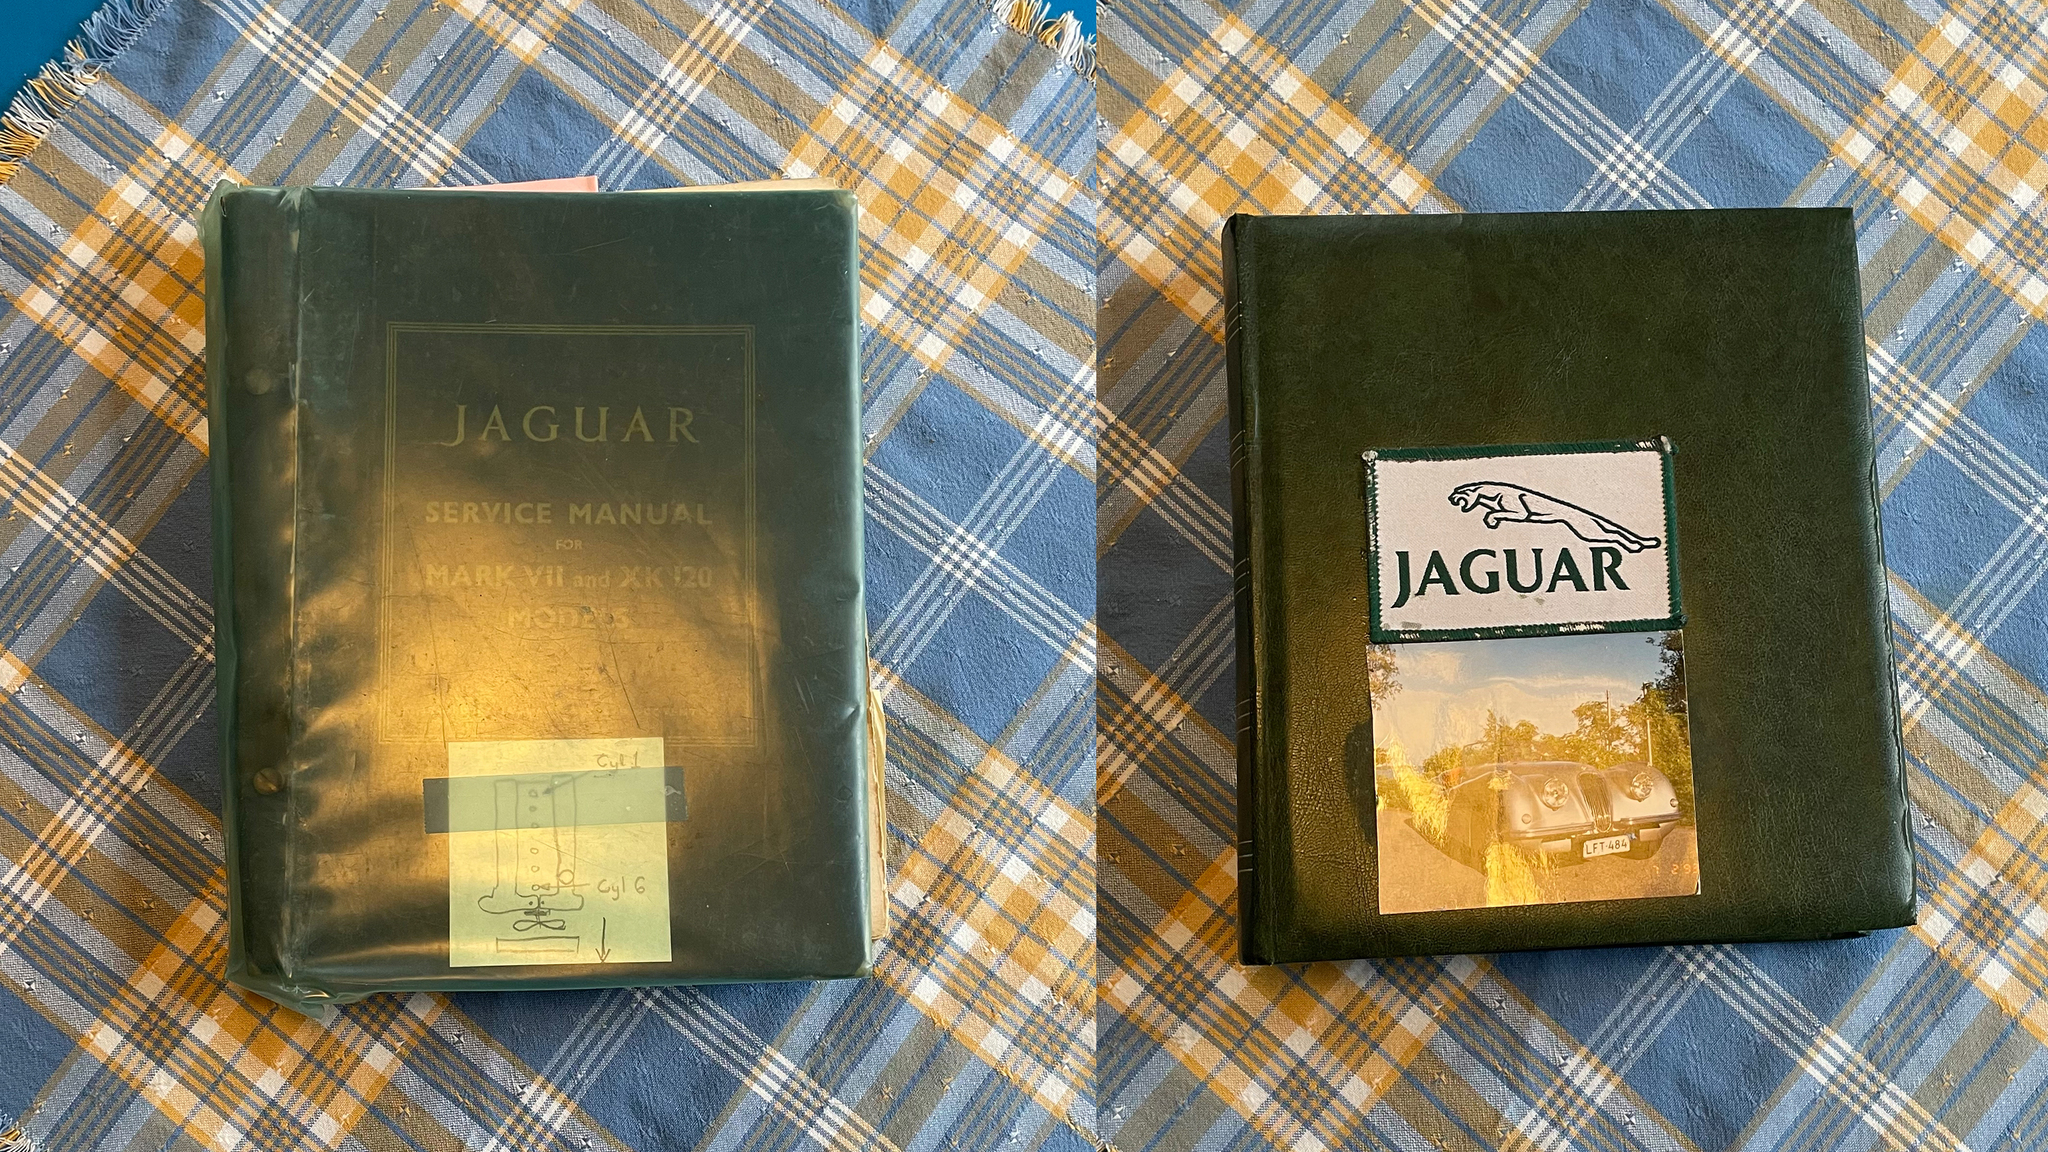 JAGUAR
SERVICE MANUAL
FOR
MARK VII and XK 120
MODELS
Cyl 1
Cyl 6
JAGUAR
LFT-484